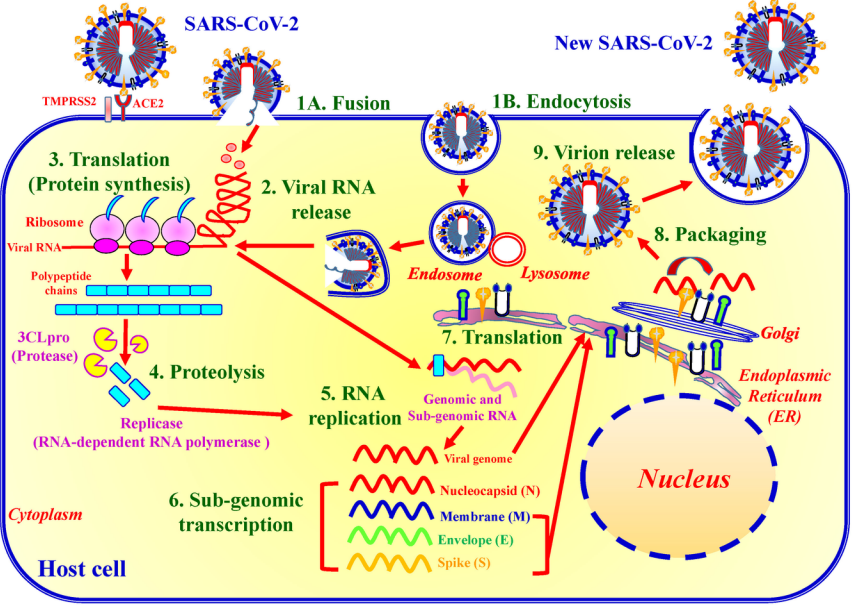 SARS-CoV-2
New SARS-CoV-2
TMPRSS2
ACE2
1A. Fusion
1B. Endocytosis
3. Translation
(Protein synthesis)
2. Viral RNA
release
9. Virion release
Ribosome
Viral RNA
8. Packaging
Endosome
Lysosome
Polypeptide
chains
Golgi
3CLpro
(Protease)
7. Translation
4. Proteolysis
Endoplasmic
Reticulum
(ER)
5. RNA
replication
Genomic and
Sub-genomic RNA
Replicase
(RNA-dependent RNA polymerase )
Viral genome
Nucleus
6. Sub-genomic
transcription
Nucleocapsid (N)
Membrane (M)
Envelope (E)
Spike (S)
Cytoplasm
Host cell